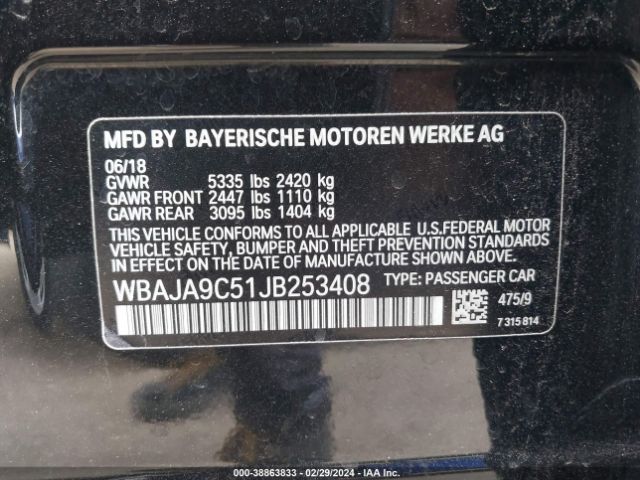 MFD BY BAYERISCHE MOTOREN WERKE AG
06/18
GVWR 5335 lbs 2420 kg
GAWR FRONT 2447 lbs 1110 kg
GAWR REAR 3095 lbs 1404 kg
THIS VEHICLE CONFORMS TO ALL APPLICABLE U.S.FEDERAL MOTOR
VEHICLE SAFETY, BUMPER AND THEFT PREVENTION STANDARDS
IN EFFECT ON THE DATE OF MANUFACTURE SHOWN ABOVE.
WBAJA9C51JB253408 TYPE: PASSENGER CAR
475/9
7 315 814
000-38863833 - 02/29/2024 - IAA Inc.